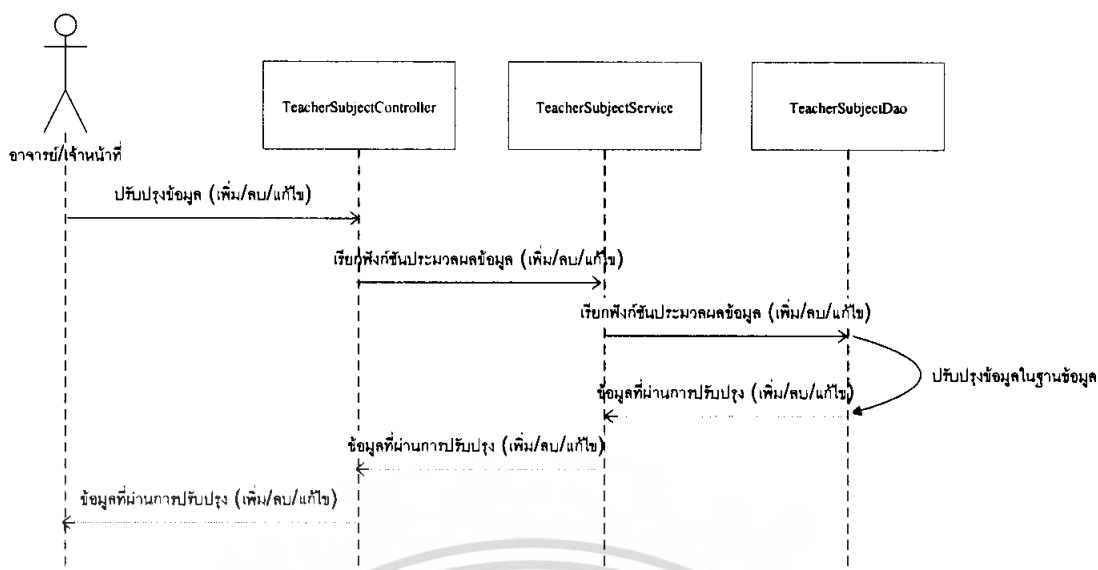 TeacherSubjectController
TeacherSubjectService
TeacherSubjectDao
อาจารย์/เจ้าหน้าที่
ปรับปรุงข้อมูล (เพิ่ม/ลบ/แก้ไข)
เรียกฟังก์ชันประมวลผลข้อมูล (เพิ่ม/ลบ/แก้ไข)
เรียกฟังก์ชันประมวลผลข้อมูล (เพิ่ม/ลบ/แก้ไข)
ปรับปรุงข้อมูลในฐานข้อมูล
ข้อมูลที่ผ่านการปรับปรุง (เพิ่ม/ลบ/แก้ไข)
ข้อมูลที่ผ่านการปรับปรุง (เพิ่ม/ลบ/แก้ไข)
ข้อมูลที่ผ่านการปรับปรุง (เพิ่ม/ลบ/แก้ไข)